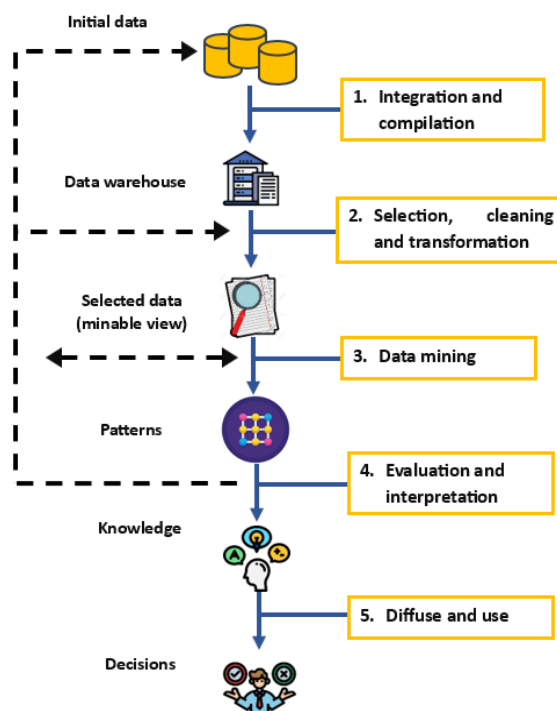 Initial data
1. Integration and
compilation
Data warehouse
2. Selection, cleaning
and transformation
Selected data
(minable view)
3. Data mining
Patterns
4. Evaluation and
interpretation
Knowledge
5. Diffuse and use
Decisions